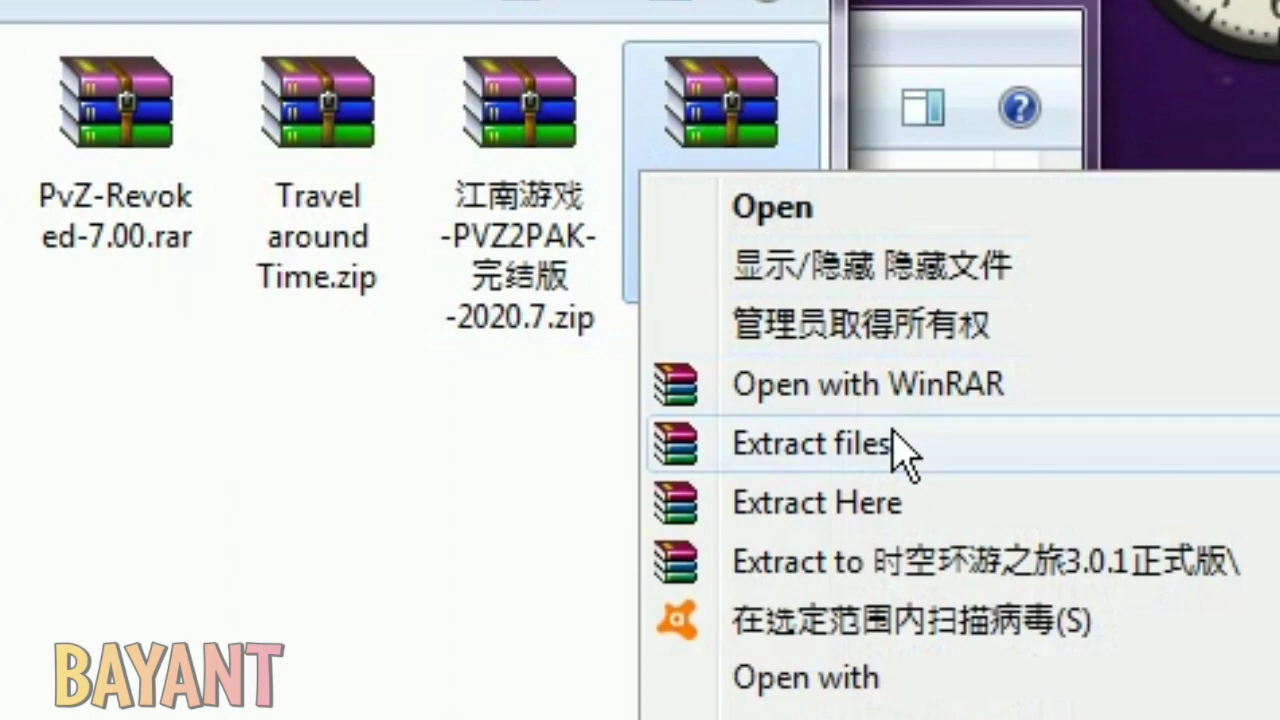 PvZ-Revok
ed-7.00.rar
Travel
around
Time.zip
江南游戏
-PVZ2PAK-
完结版
-2020.7.zip
Open
显示/隐藏 隐藏文件
管理员取得所有权
Open with WinRAR
Extract files
Extract Here
Extract to 时空环游之旅3.0.1正式版\
在选定范围内扫描病毒(S)
Open with
BAYANT